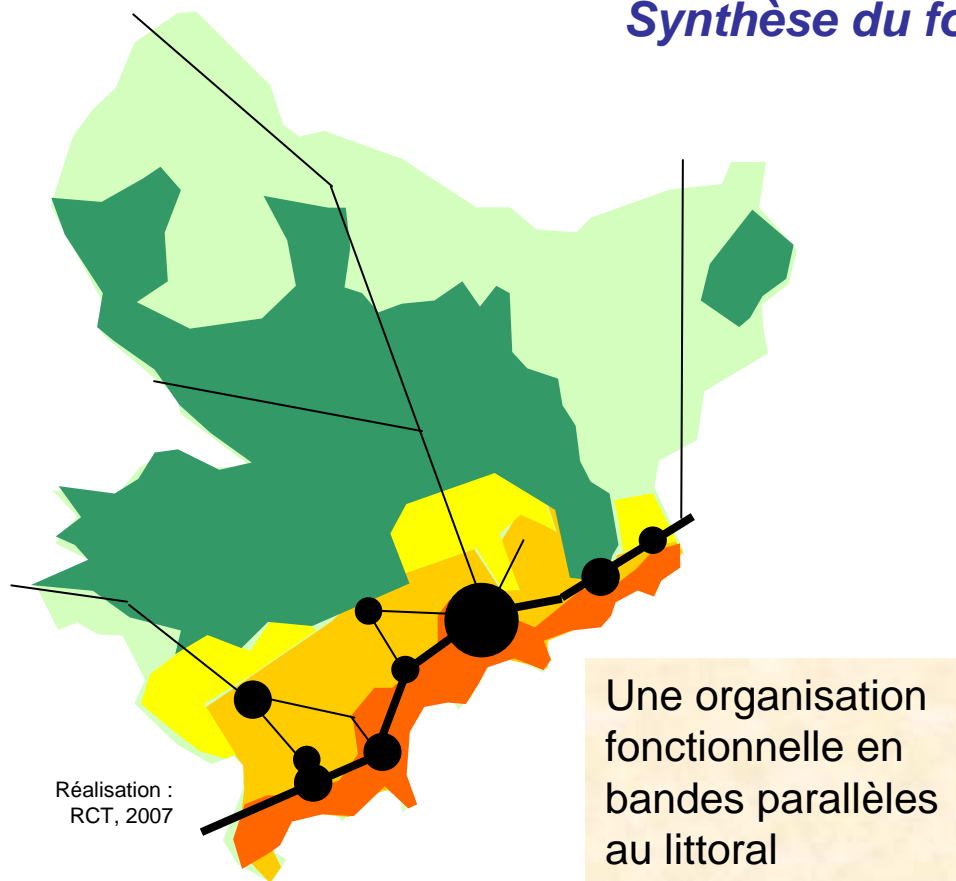 Synthèse du fo
Une organisation
fonctionnelle en
bandes parallèles
au littoral
Réalisation :
RCT, 2007